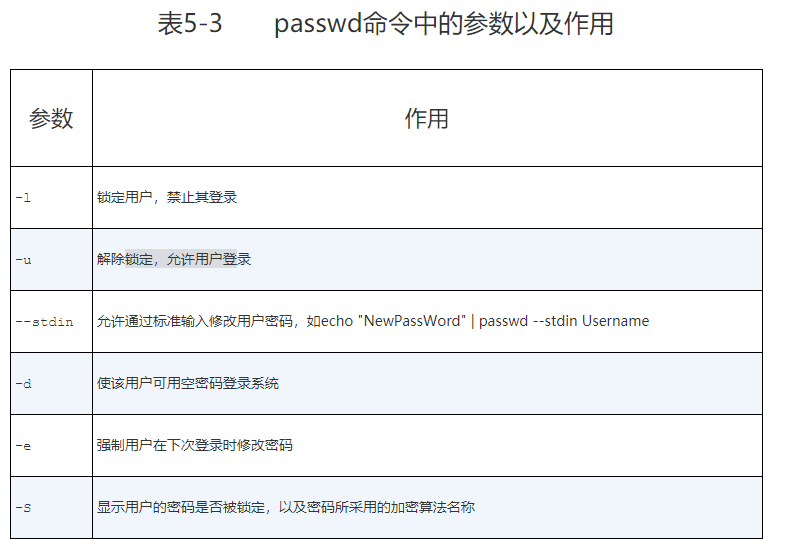 表5-3 passwd命令中的参数以及作用
参数 作用
-l 锁定用户，禁止其登录
-u 解除锁定，允许用户登录
--stdin 允许通过标准输入修改用户密码，如echo "NewPassWord" | passwd --stdin Username
-d 使该用户可用空密码登录系统
-e 强制用户在下次登录时修改密码
-S 显示用户的密码是否被锁定，以及密码所采用的加密算法名称